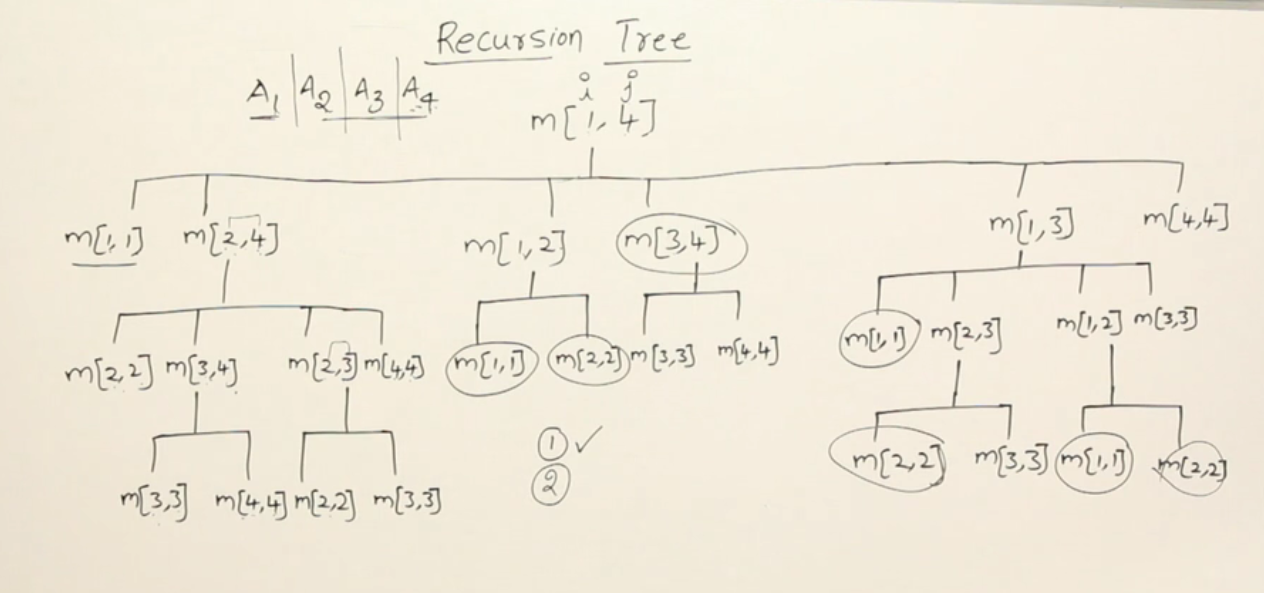 Recursion Tree
A1 | A2 | A3 | A4
i j
m[1,4]
m[1,1] m[2,4] m[1,2] m[3,4] m[1,3] m[4,4]
m[2,2] m[3,4] m[2,3] m[4,4] m[1,1] m[2,2] m[3,3] m[4,4] m[1,1] m[2,3] m[1,2] m[3,3]
m[3,3] m[4,4] m[2,2] m[3,3] m[2,2] m[3,3] m[1,1] m[2,2]
1 ✓
2